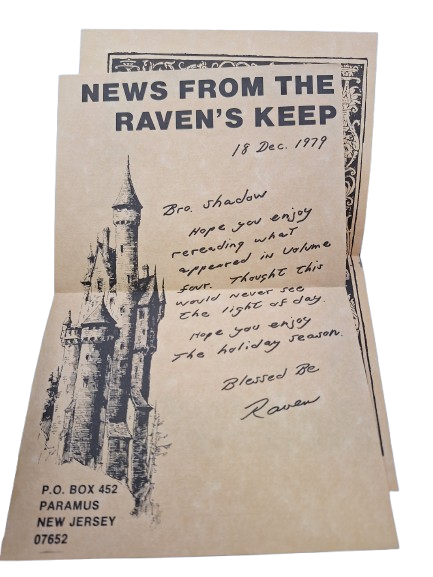 NEWS FROM THE
RAVEN'S KEEP
18 Dec. 1979
Bro. Shadow
Hope you enjoy
rereading what
appeared in Volume
four. Thought this
would never see
the light of day.
Hope you enjoy
The holiday season.
Blessed Be
Raven
P.O. BOX 452
PARAMUS
NEW JERSEY
07652